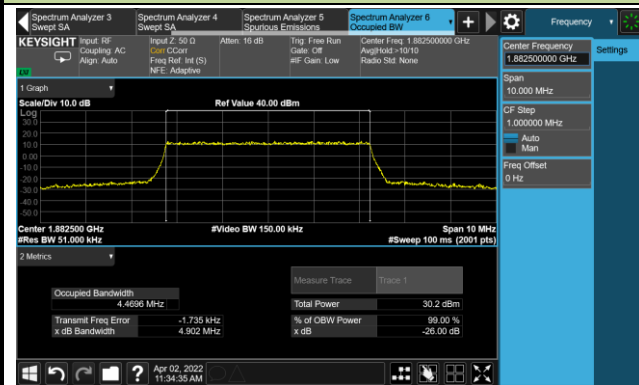 Spectrum Analyzer 3
Swept SA
Spectrum Analyzer 4
Swept SA
Spectrum Analyzer 5
Spurious Emissions
Spectrum Analyzer 6
Occupied BW
Frequency
KEYSIGHT
Input: RF
Coupling: AC
Align: Auto
Input Z: 50 Ω
Corr CCorr
Freq Ref: Int (S)
NFE: Adaptive
Atten: 16 dB
Trig: Free Run
Gate: Off
#IF Gain: Low
Center Freq: 1.882500000 GHz
Avg|Hold:>10/10
Radio Std: None
Center Frequency
1.882500000 GHz
Settings
Span
10.000 MHz
CF Step
1.000000 MHz
Auto
Man
Freq Offset
0 Hz
1 Graph
Scale/Div 10.0 dB
Ref Value 40.00 dBm
Log
30.0
20.0
10.0
0.00
-10.0
-20.0
-30.0
-40.0
-50.0
Center 1.882500 GHz
#Video BW 150.00 kHz
Span 10 MHz
#Res BW 51.000 kHz
#Sweep 100 ms (2001 pts)
2 Metrics
Measure Trace
Trace 1
Occupied Bandwidth
4.4696 MHz
Total Power
30.2 dBm
Transmit Freq Error
-1.735 kHz
% of OBW Power
99.00 %
x dB Bandwidth
4.902 MHz
x dB
-26.00 dB
Apr 02, 2022
11:34:35 AM